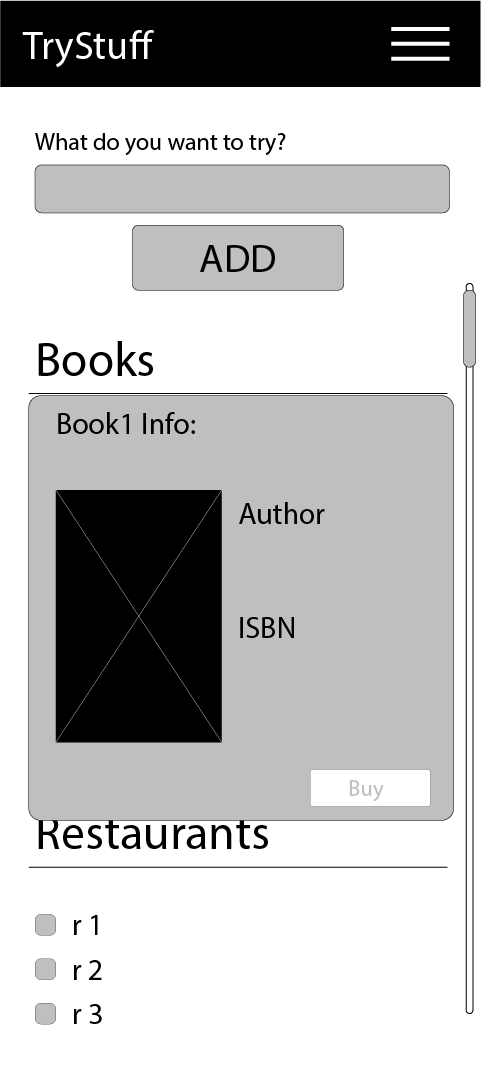 TryStuff
What do you want to try?
ADD
Books
Book1 Info:
Author
ISBN
Buy
Restaurants
r 1
r 2
r 3